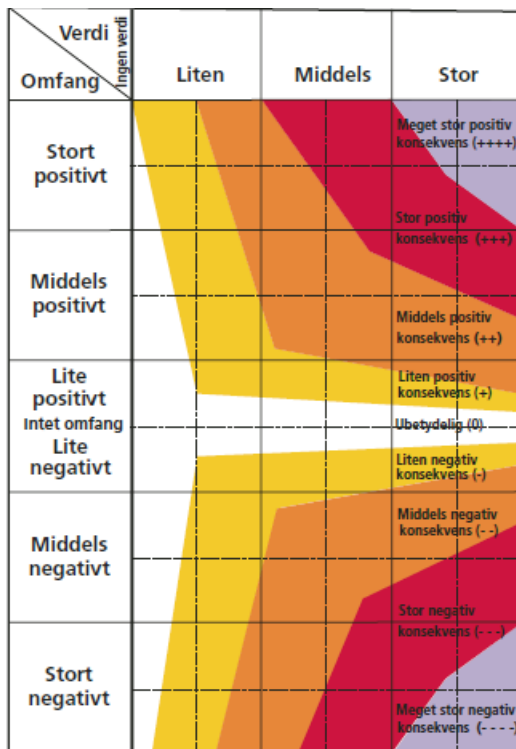 Verdi
Omfang
Ingen verdi
Liten
Middels
Stor
Stort
positivt
Middels
positivt
Lite
positivt
Intet omfang
Lite
negativt
Middels
negativt
Stort
negativt
Meget stor positiv
konsekvens (++++)
Stor positiv
konsekvens (+++)
Middels positiv
konsekvens (++)
Liten positiv
konsekvens (+)
Ubetydelig (0)
Liten negativ
konsekvens (-)
Middels negativ
konsekvens (- -)
Stor negativ
konsekvens (- - -)
Meget stor negativ
konsekvens (- - - -)